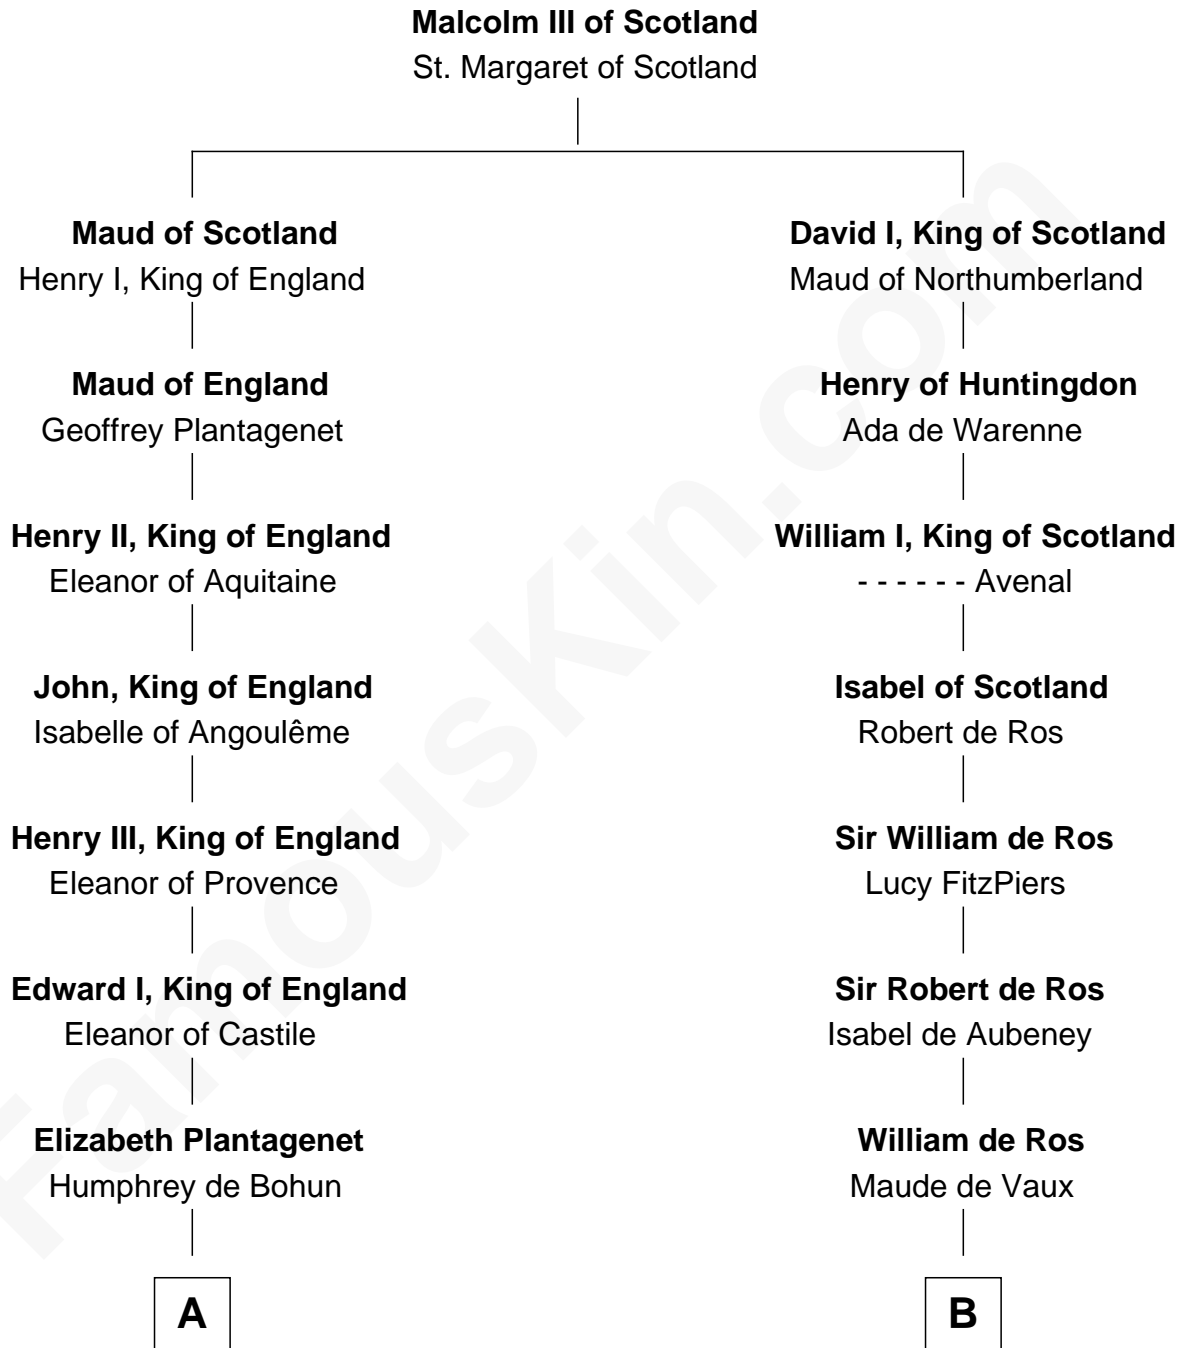 Malcolm III of Scotland
St. Margaret of Scotland
Maud of Scotland
Henry I, King of England
David I, King of Scotland
Maud of Northumberland
Maud of England
Geoffrey Plantagenet
Henry of Huntingdon
Ada de Warenne
Henry II, King of England
Eleanor of Aquitaine
William I, King of Scotland
- - - - - - Avenal
John, King of England
Isabelle of Angoulême
Isabel of Scotland
Robert de Ros
Henry III, King of England
Eleanor of Provence
Sir William de Ros
Lucy FitzPiers
Edward I, King of England
Eleanor of Castile
Sir Robert de Ros
Isabel de Aubeney
Elizabeth Plantagenet
Humphrey de Bohun
William de Ros
Maude de Vaux
A
B
FamousKin.com